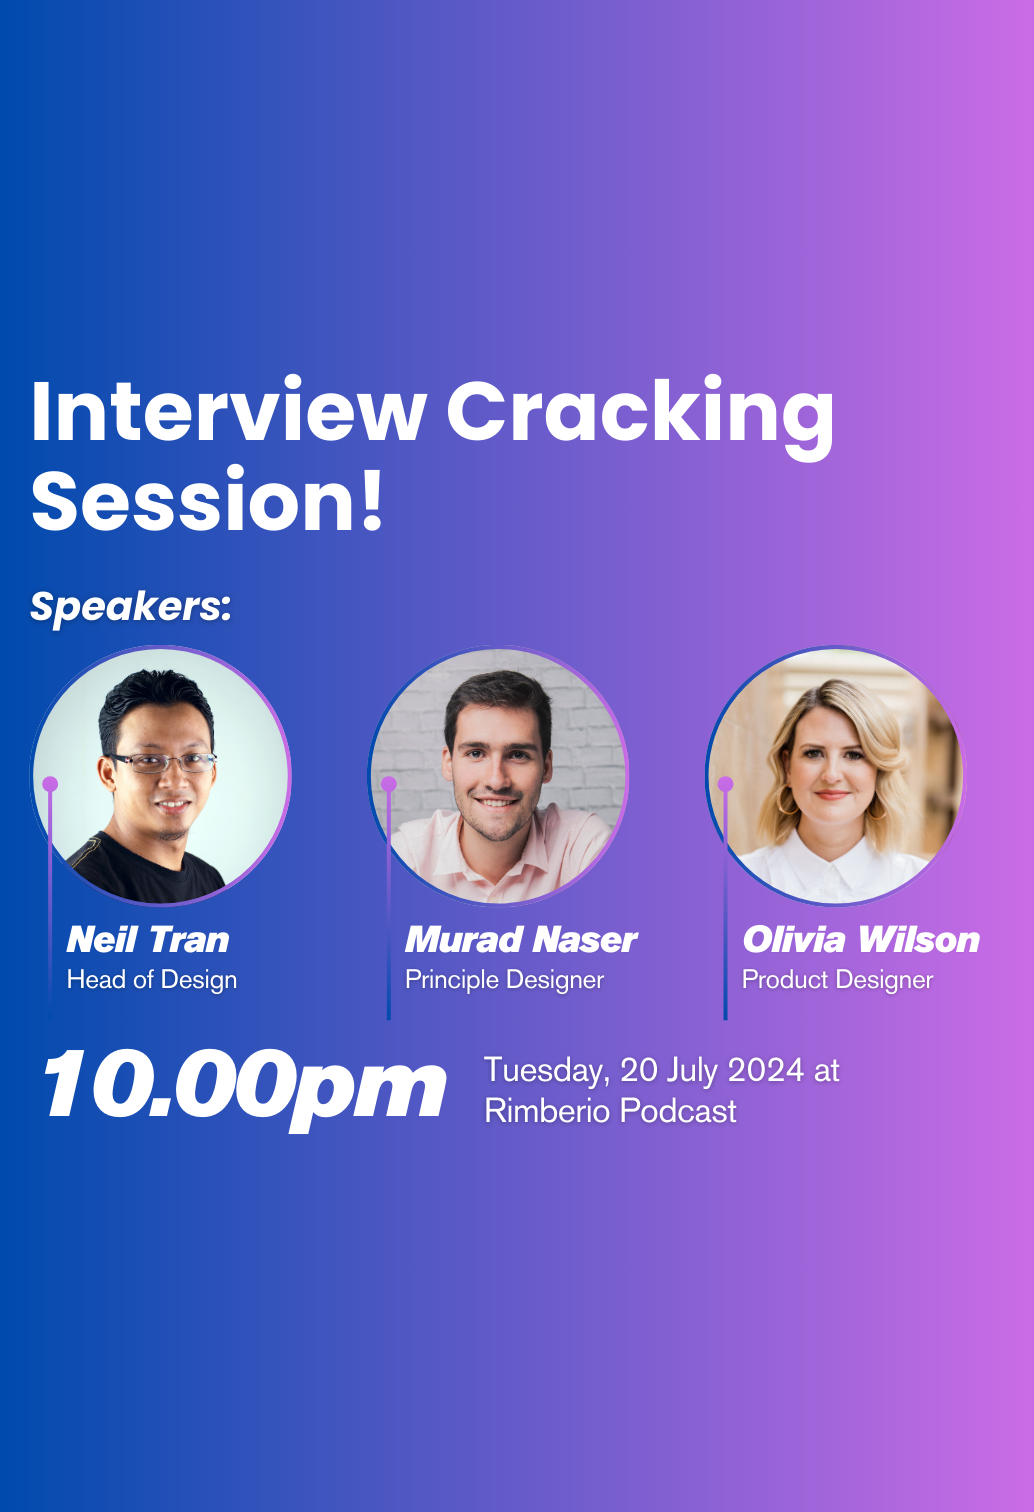 Interview Cracking
Session!
Speakers:
Neil Tran
Head of Design
Murad Naser
Principle Designer
Olivia Wilson
Product Designer
10.00pm
Tuesday, 20 July 2024 at
Rimberio Podcast